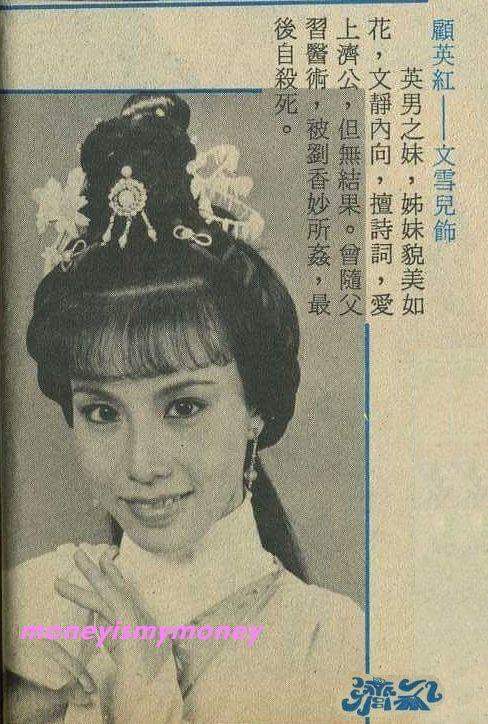 顧英紅——文雪兒飾
英男之妹，姊妹貌美如
花，文靜內向，擅詩詞，愛
上濟公，但無結果。曾隨父
習醫術，被劉香妙所姦，最
後自殺死。
moneyismymoney
濟公